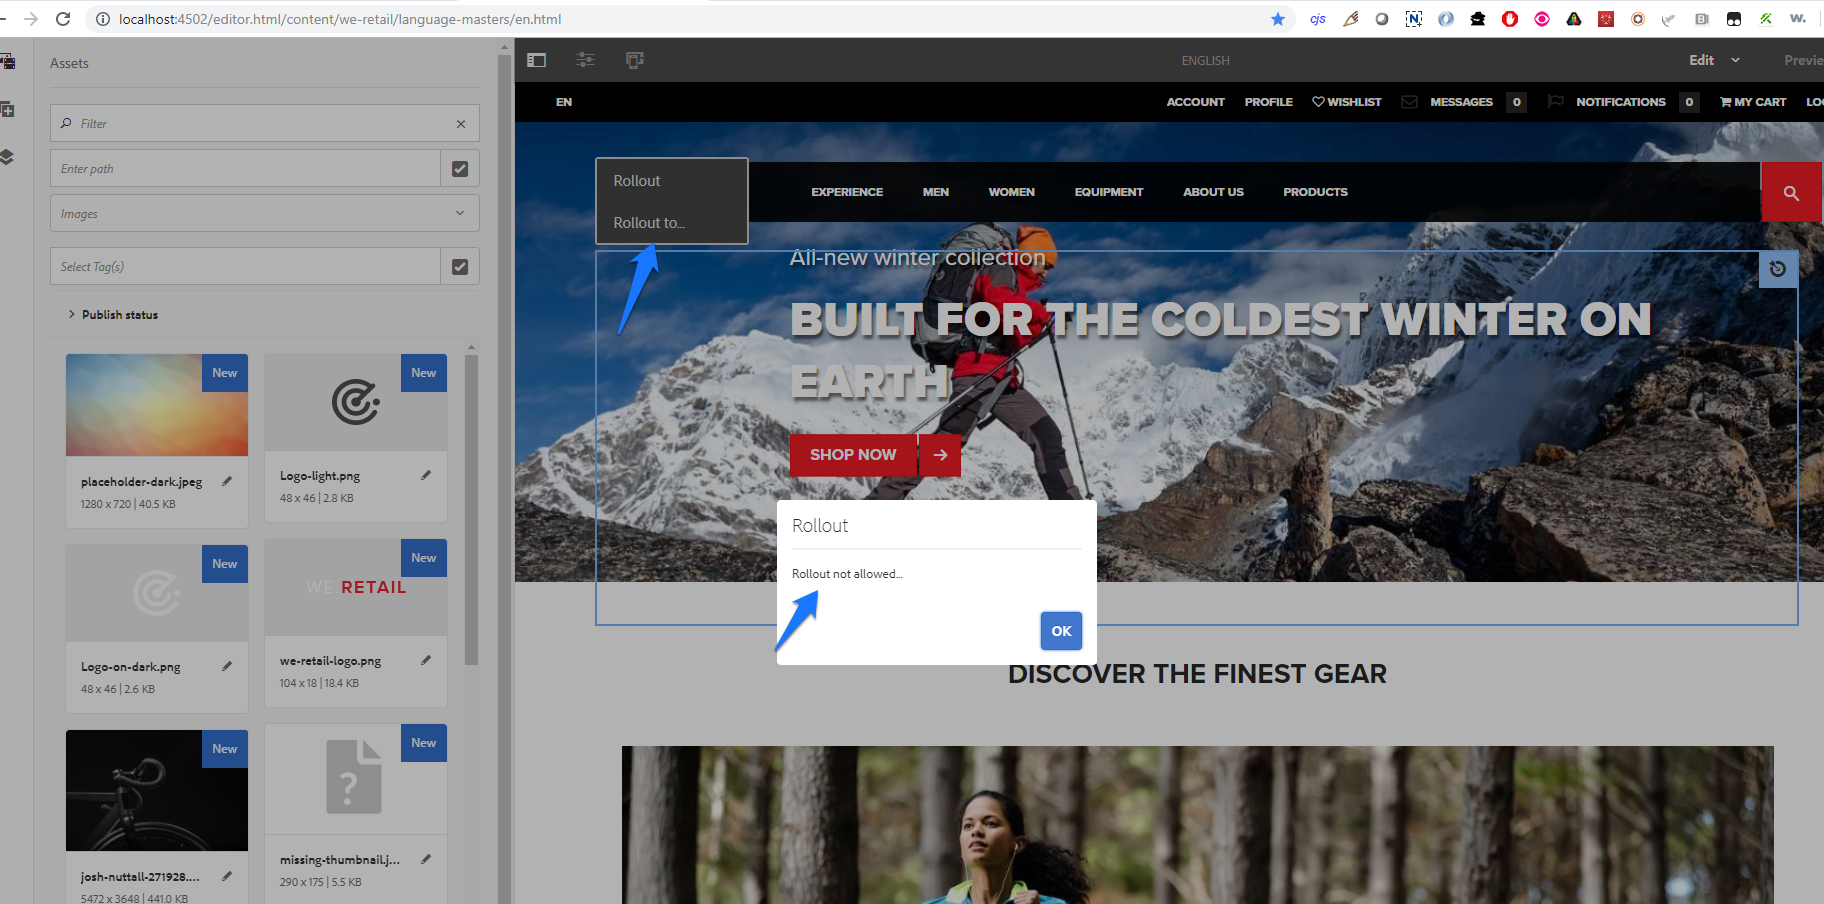 localhost:4502/editor.html/content/we-retail/language-masters/en.html
cjs
N
BI
W.
Assets
Filter
Enter path
Images
Select Tag(s)
Publish status
New
placeholder-dark.jpeg
1280 x 720 | 40.5 KB
New
Logo-light.png
48 x 46 | 2.8 KB
New
Logo-on-dark.png
48 x 46 | 2.6 KB
New
WE RETAIL
we-retail-logo.png
104 x 18 | 18.4 KB
New
josh-nuttall-271928....
5472 x 3648 | 441.0 KB
New
?
missing-thumbnail.j...
290 x 175 | 5.5 KB
ENGLISH
Edit
Previe
EN
ACCOUNT PROFILE WISHLIST MESSAGES 0 NOTIFICATIONS 0 MY CART LO
Rollout
Rollout to...
EXPERIENCE MEN WOMEN EQUIPMENT ABOUT US PRODUCTS
All-new winter collection
BUILT FOR THE COLDEST WINTER ON
EARTH
SHOP NOW
Rollout
Rollout not allowed...
OK
DISCOVER THE FINEST GEAR